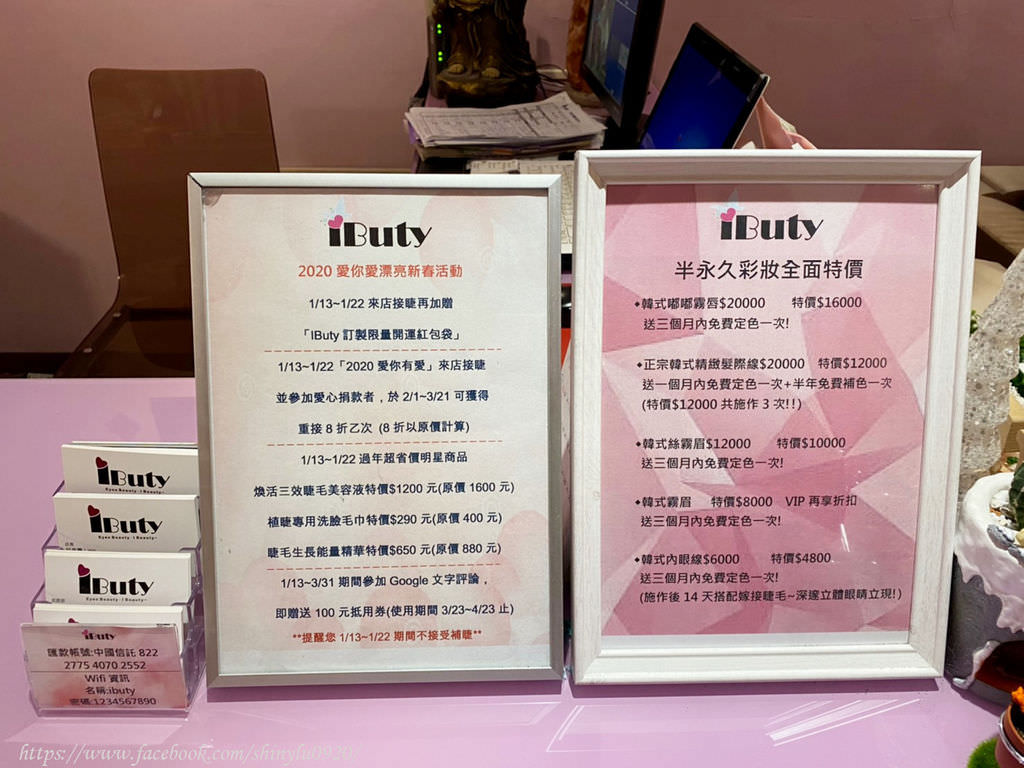 iButy
2020 愛你愛漂亮新春活動
1/13~1/22 來店接睫再加贈
「IButy 訂製限量開運紅包袋」
1/13~1/22「2020 愛你有愛」來店接睫
並參加愛心捐款者，於 2/1~3/21 可獲得
重接 8 折乙次 (8 折以原價計算)
1/13~1/22 過年超省價明星商品
煥活三效睫毛美容液特價$1200 元(原價 1600 元)
植睫專用洗臉毛巾特價$290 元(原價 400 元)
睫毛生長能量精華特價$650 元(原價 880 元)
1/13~3/31 期間參加 Google 文字評論，
即贈送 100 元抵用券(使用期間 3/23~4/23 止)
**提醒您 1/13~1/22 期間不接受補睫**
iButy
半永久彩妝全面特價
◆韓式嘟嘟霧唇$20000 特價$16000
送三個月內免費定色一次!
◆正宗韓式精緻髮際線$20000 特價$12000
送一個月內免費定色一次+半年免費補色一次
(特價$12000 共施作 3 次!!)
◆韓式絲霧眉$12000 特價$10000
送三個月內免費定色一次!
◆韓式霧眉 特價$8000 VIP 再享折扣
送三個月內免費定色一次!
◆韓式內眼線$6000 特價$4800
送三個月內免費定色一次!
(施作後 14 天搭配嫁接睫毛~深邃立體眼睛立現!)
iButy
Eyes Beauty・I Beauty~
iButy
Eyes Beauty・I Beauty~
iButy
Eyes Beauty・I Beauty~
iButy
匯款帳號:中國信託 822
2775 4070 2552
Wifi 資訊
名稱:ibuty
密碼:1234567890
https://www.facebook.com/shinylu0920/